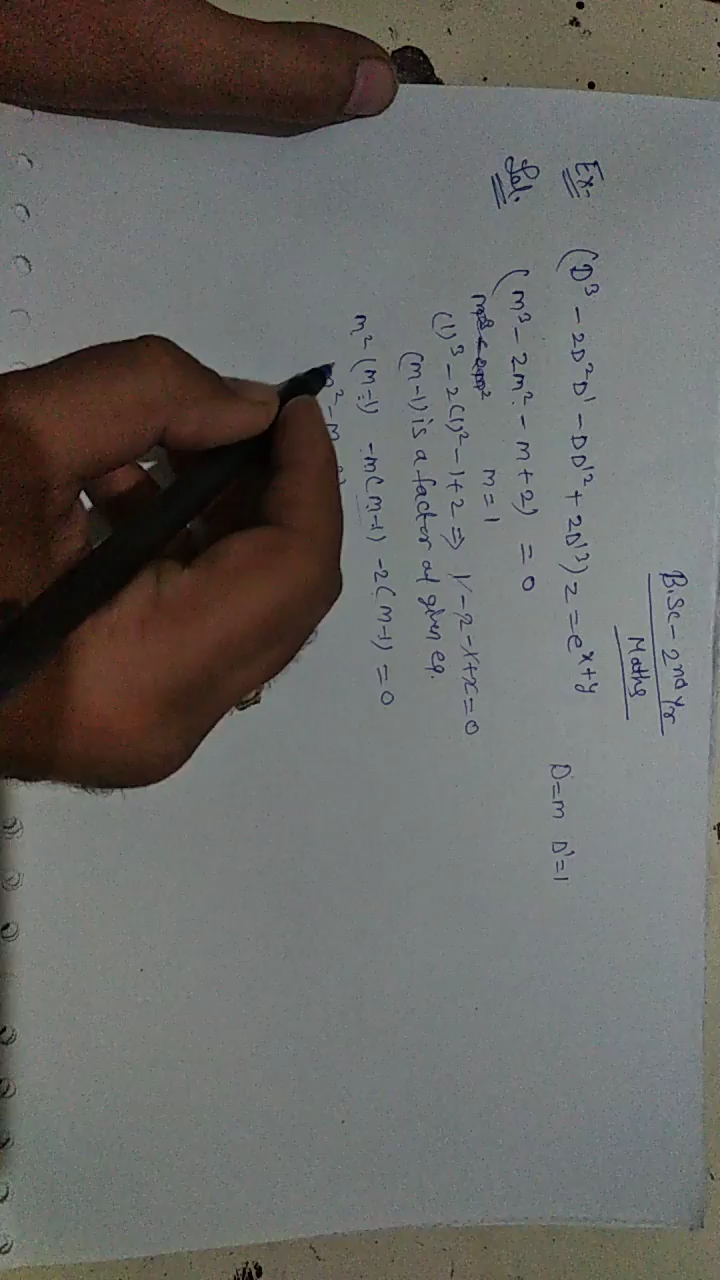 B.Sc - 2nd Yr
Maths
Ex:- (D³ - 2D²D' - DD'² + 2D'³) z = e^x+y
D=m D'=1
Sol. (m³ - 2m² - m + 2) = 0
m = 1
(1)³ - 2(1)² - 1 + 2 => 1 - 2 - 1 + 2 = 0
(m-1) is a factor of given eq.
m²(m-1) - m(m-1) - 2(m-1) = 0
m² - m